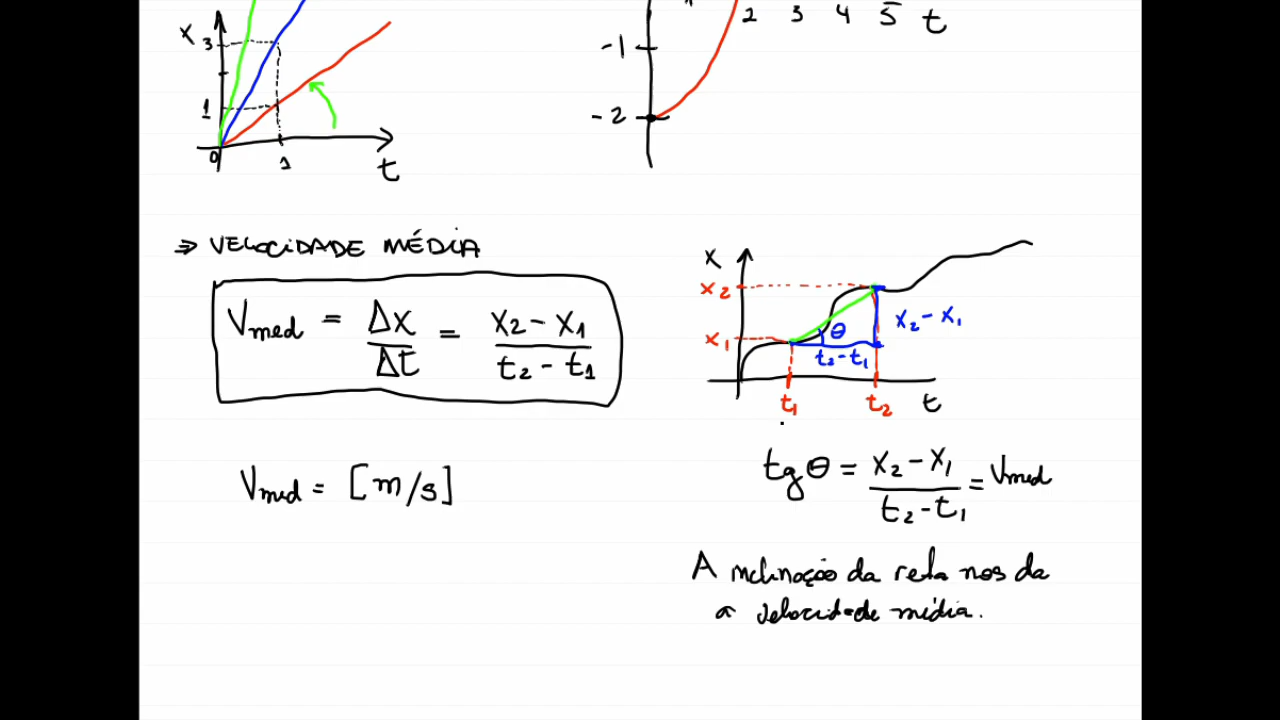 x
3
1
0
1
t
-1
-2
2 3 4 5 t
⇒ VELOCIDADE MÉDIA
Vmed = Δx/Δt = x2 - x1 / t2 - t1
x
x2
x1
θ
x2 - x1
t2 - t1
t1
t2
t
Vmed = [m/s]
tg θ = x2 - x1 / t2 - t1 = Vmed
A inclinação da reta nos da
a velocidade média.